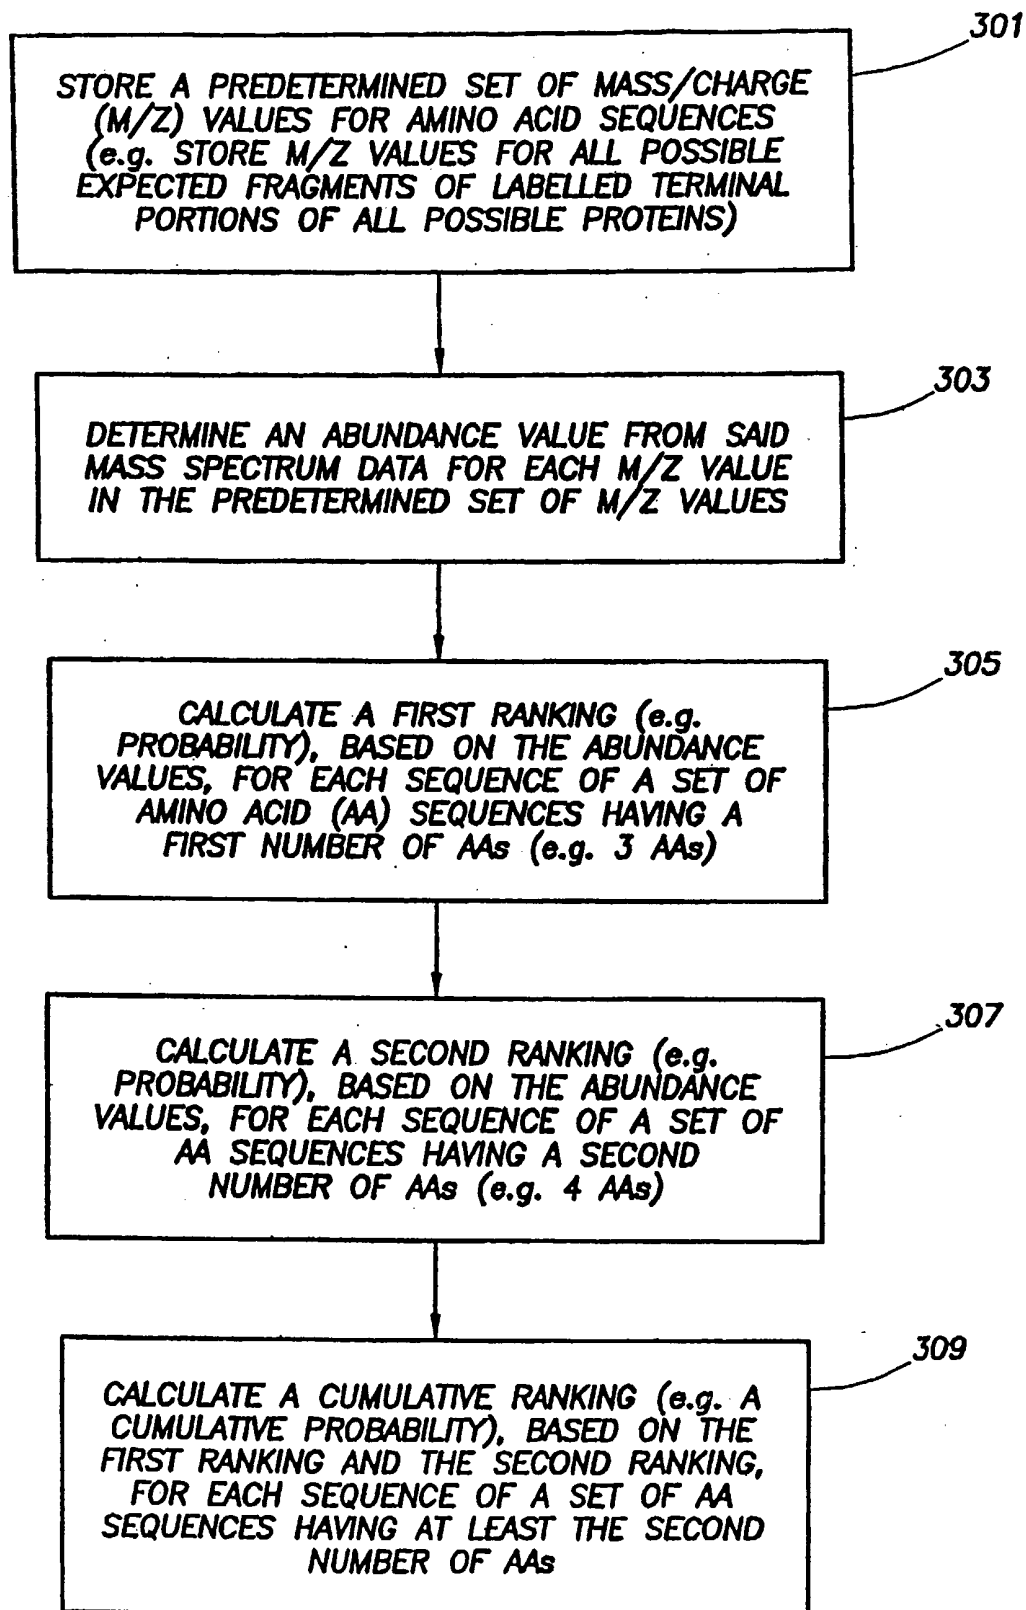 301
STORE A PREDETERMINED SET OF MASS/CHARGE
(M/Z) VALUES FOR AMINO ACID SEQUENCES
(e.g. STORE M/Z VALUES FOR ALL POSSIBLE
EXPECTED FRAGMENTS OF LABELLED TERMINAL
PORTIONS OF ALL POSSIBLE PROTEINS)
303
DETERMINE AN ABUNDANCE VALUE FROM SAID
MASS SPECTRUM DATA FOR EACH M/Z VALUE
IN THE PREDETERMINED SET OF M/Z VALUES
305
CALCULATE A FIRST RANKING (e.g.
PROBABILITY), BASED ON THE ABUNDANCE
VALUES, FOR EACH SEQUENCE OF A SET OF
AMINO ACID (AA) SEQUENCES HAVING A
FIRST NUMBER OF AAs (e.g. 3 AAs)
307
CALCULATE A SECOND RANKING (e.g.
PROBABILITY), BASED ON THE ABUNDANCE
VALUES, FOR EACH SEQUENCE OF A SET OF
AA SEQUENCES HAVING A SECOND
NUMBER OF AAs (e.g. 4 AAs)
309
CALCULATE A CUMULATIVE RANKING (e.g. A
CUMULATIVE PROBABILITY), BASED ON THE
FIRST RANKING AND THE SECOND RANKING,
FOR EACH SEQUENCE OF A SET OF AA
SEQUENCES HAVING AT LEAST THE SECOND
NUMBER OF AAs